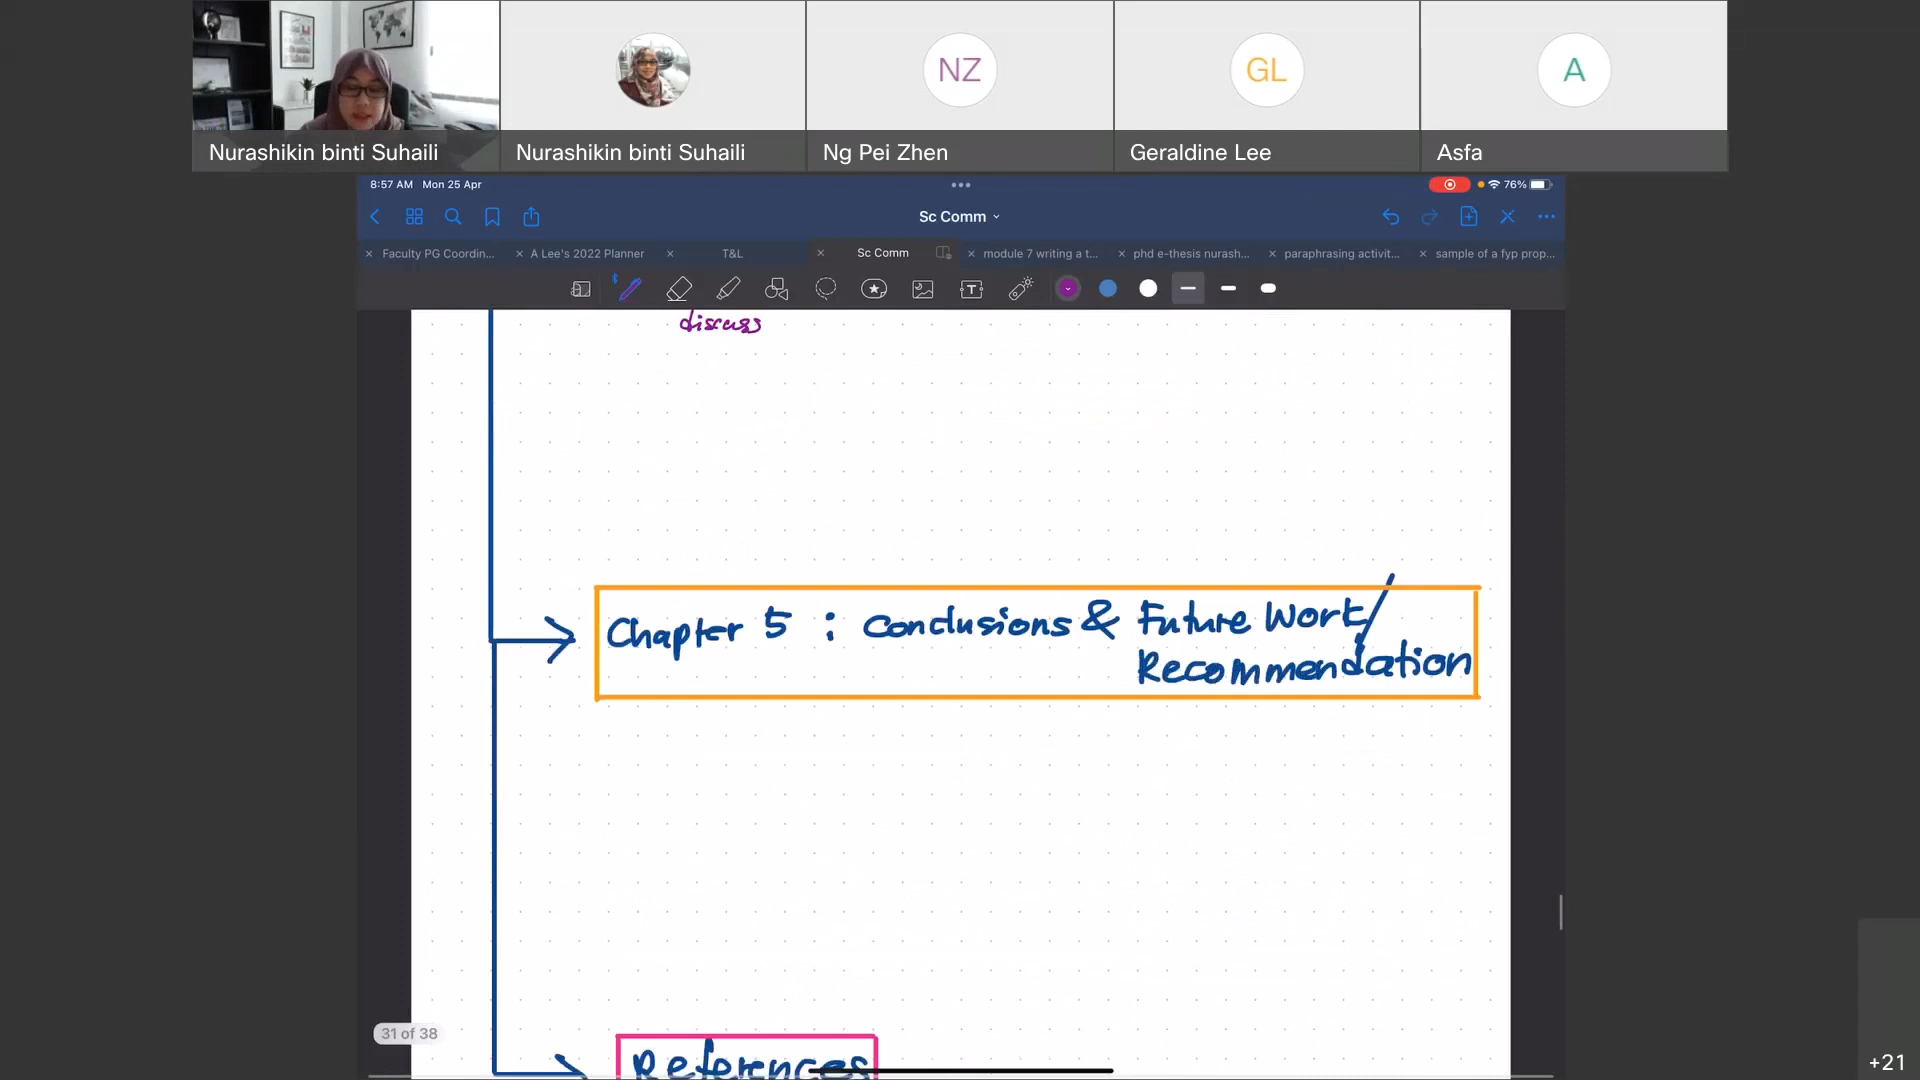 NZ
GL
A
Nurashikin binti Suhaili
Nurashikin binti Suhaili
Ng Pei Zhen
Geraldine Lee
Asfa
8:57 AM Mon 25 Apr
76%
Sc Comm
Faculty PG Coordin...
A Lee's 2022 Planner
T&L
Sc Comm
module 7 writing a t...
phd e-thesis nurash...
paraphrasing activit...
sample of a fyp prop...
discuss
Chapter 5 : Conclusions & Future Work/
Recommendation
31 of 38
References
+21